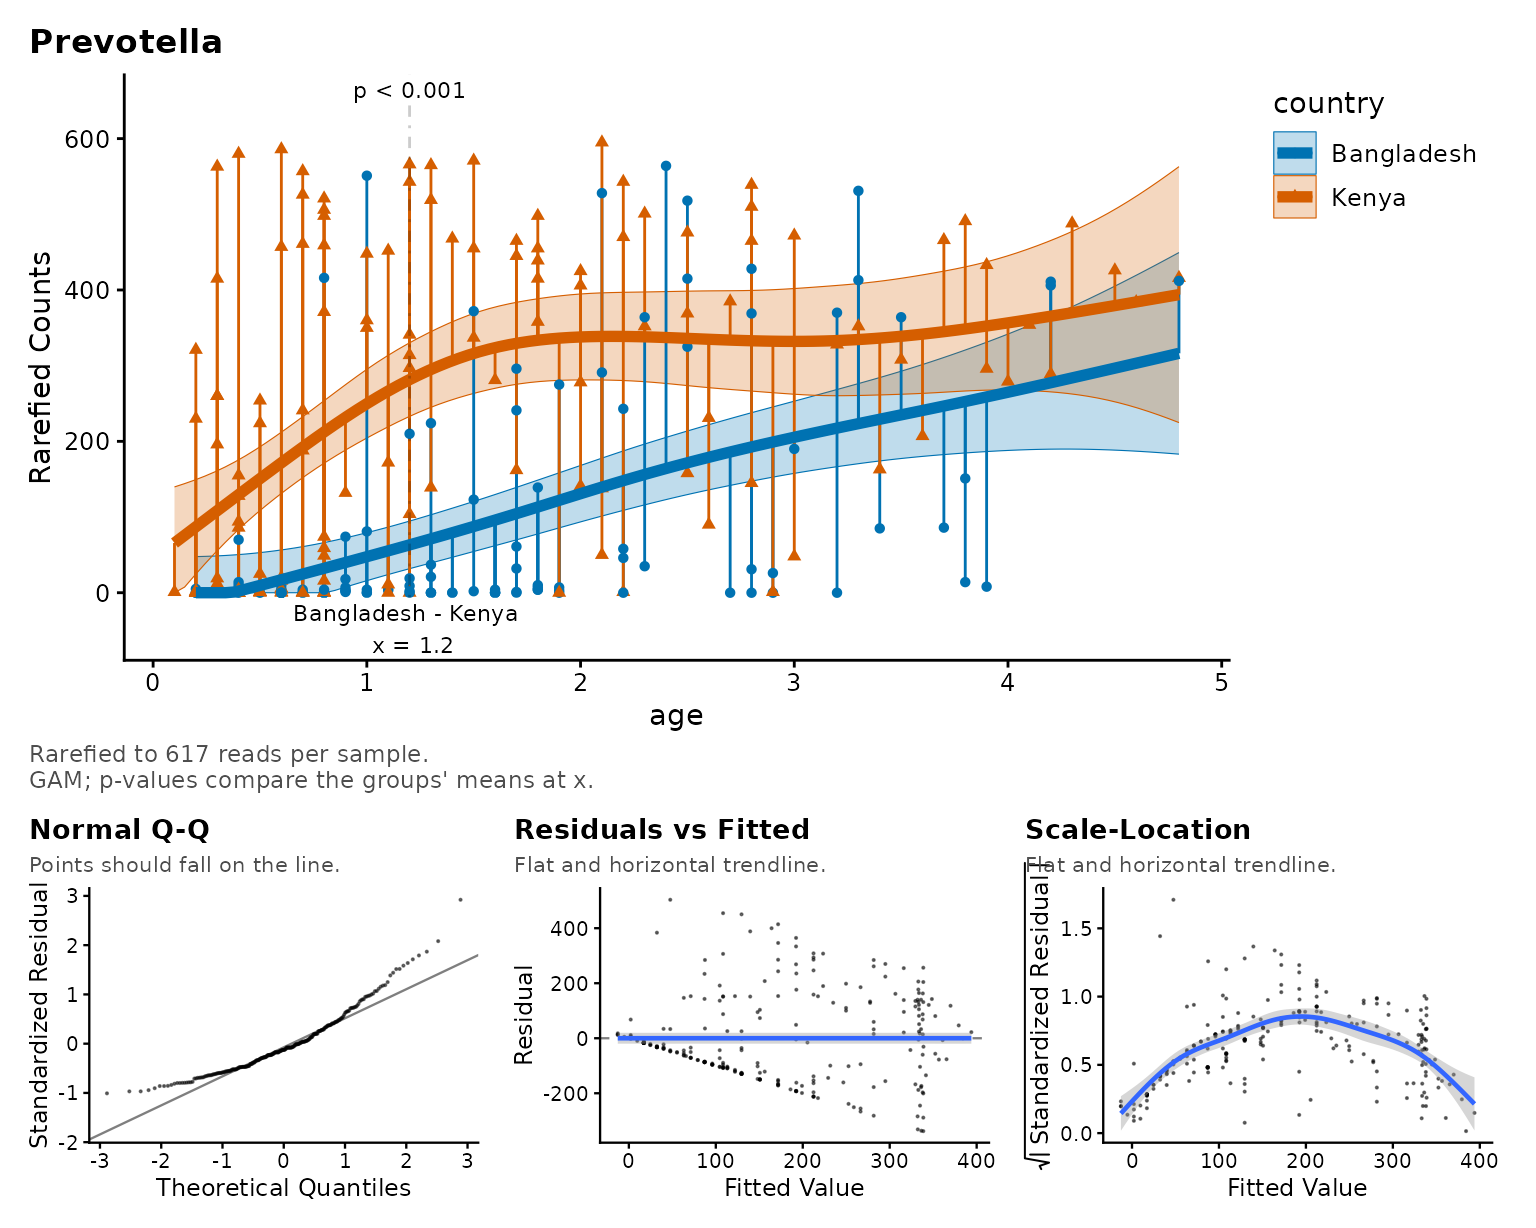 Prevotella
p < 0.001
600
400
200
0
Rarefied Counts
Bangladesh - Kenya
x = 1.2
0 1 2 3 4 5
age
country
Bangladesh
Kenya
Rarefied to 617 reads per sample.
GAM; p-values compare the groups' means at x.
Normal Q-Q
Points should fall on the line.
Standardized Residual
3
2
1
0
-1
-2
-3 -2 -1 0 1 2 3
Theoretical Quantiles
Residuals vs Fitted
Flat and horizontal trendline.
Residual
400
200
0
-200
0 100 200 300 400
Fitted Value
Scale-Location
Flat and horizontal trendline.
√| Standardized Residual |
1.5
1.0
0.5
0.0
0 100 200 300 400
Fitted Value